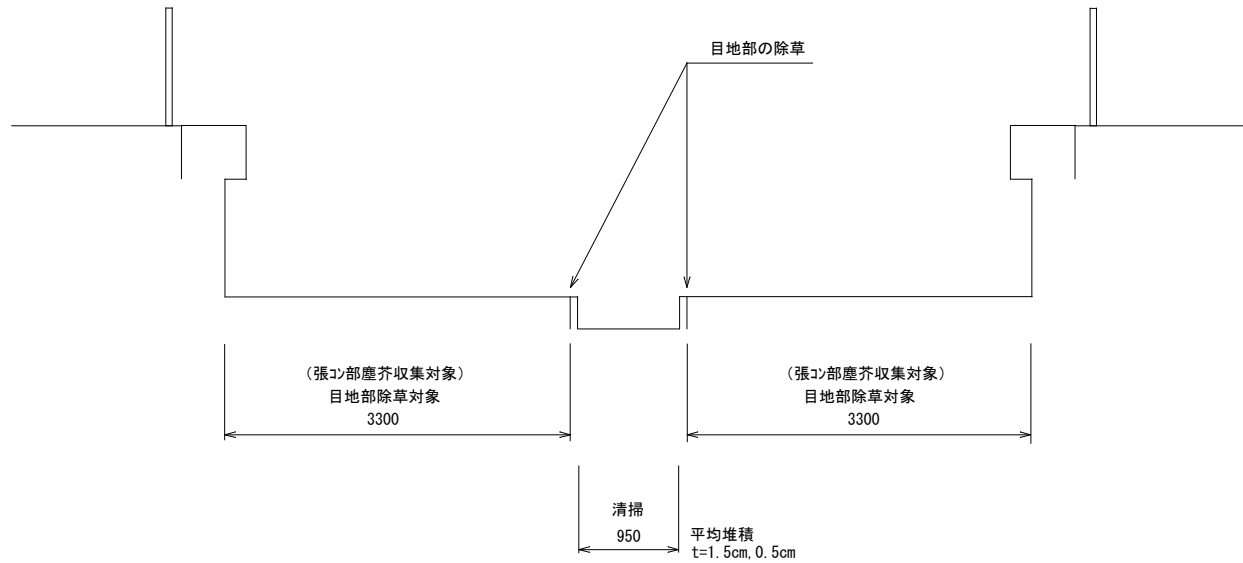 目地部の除草
(張ｺﾝ部塵芥収集対象)
目地部除草対象
3300
(張ｺﾝ部塵芥収集対象)
目地部除草対象
3300
清掃
950
平均堆積
t=1.5cm,0.5cm